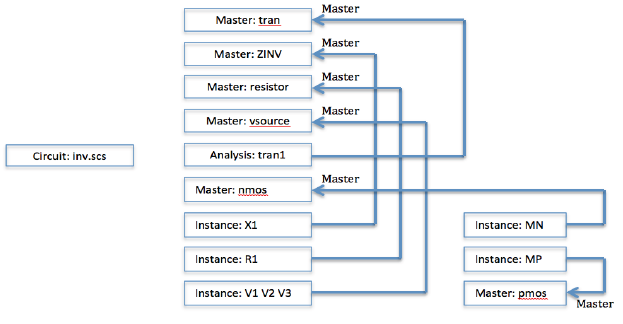 Master: tran
Master
Master
Master: ZINV
Master
Master: resistor
Master
Master: vsource
Circuit: inv.scs
Analysis: tran1
Master
Master: nmos
Instance: X1
Instance: MN
Instance: R1
Instance: MP
Instance: V1 V2 V3
Master: pmos
Master